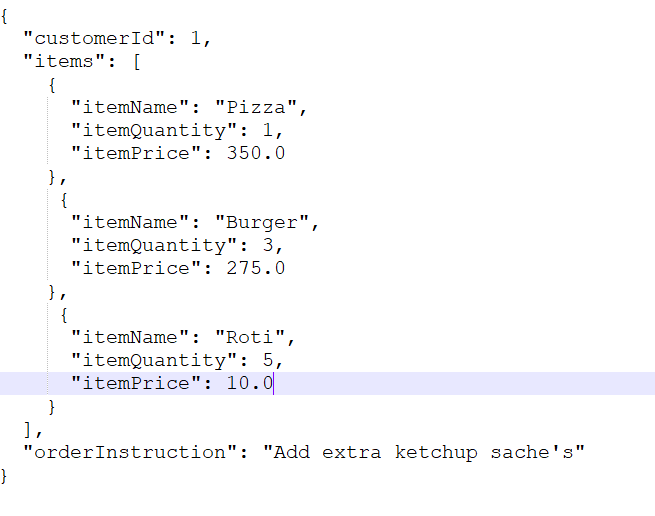 {
  "customerId": 1,
  "items": [
    {
      "itemName": "Pizza",
      "itemQuantity": 1,
      "itemPrice": 350.0
    },
     {
      "itemName": "Burger",
      "itemQuantity": 3,
      "itemPrice": 275.0
    },
     {
      "itemName": "Roti",
      "itemQuantity": 5,
      "itemPrice": 10.0
    }
  ],
  "orderInstruction": "Add extra ketchup sache's"
}